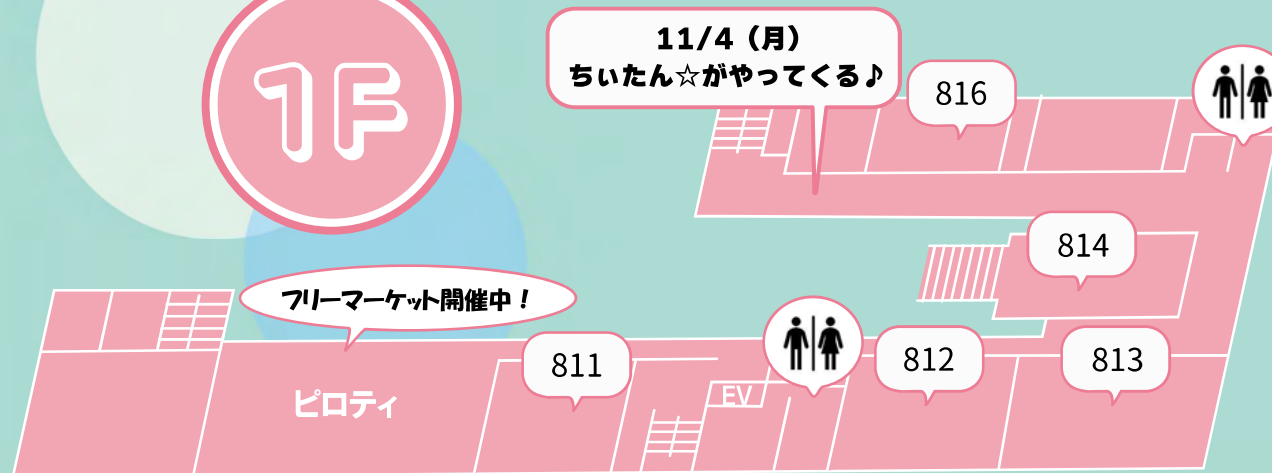 1F
11/4（月）
ちぃたん☆がやってくる♪
816
814
フリーマーケット開催中！
811
812
813
EV
ピロティ